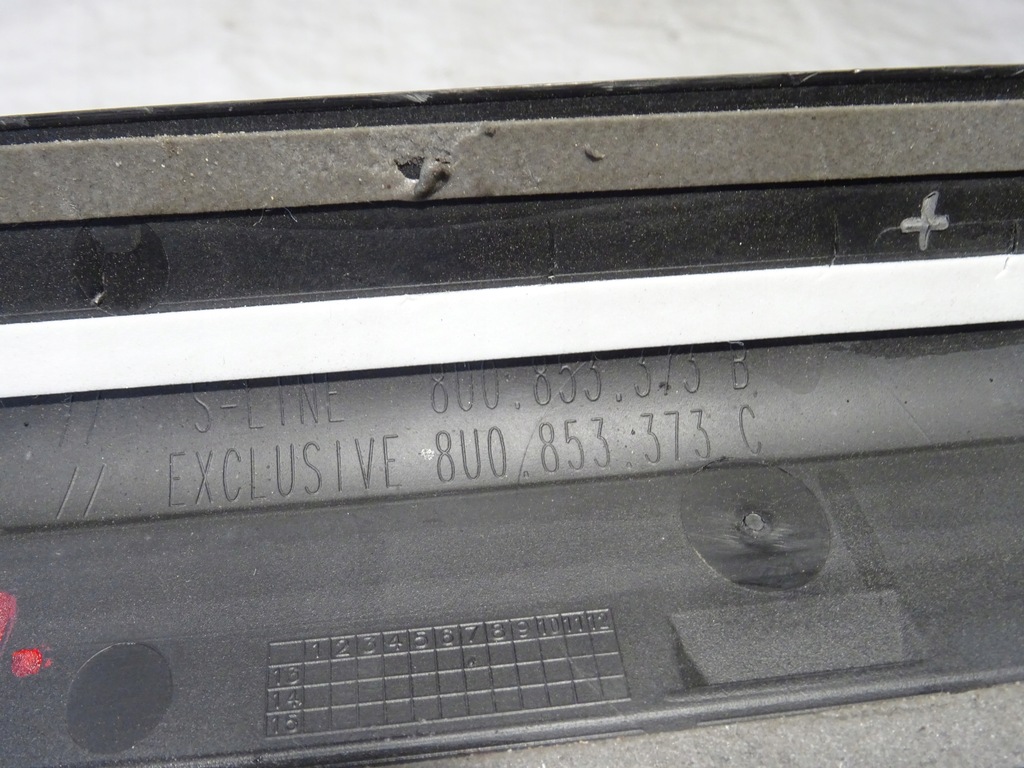 // S-LINE 8U0.853.373 B
// EXCLUSIVE 8U0.853.373 C
1 2 3 4 5 6 7 8 9 10 11 12
13
14
15